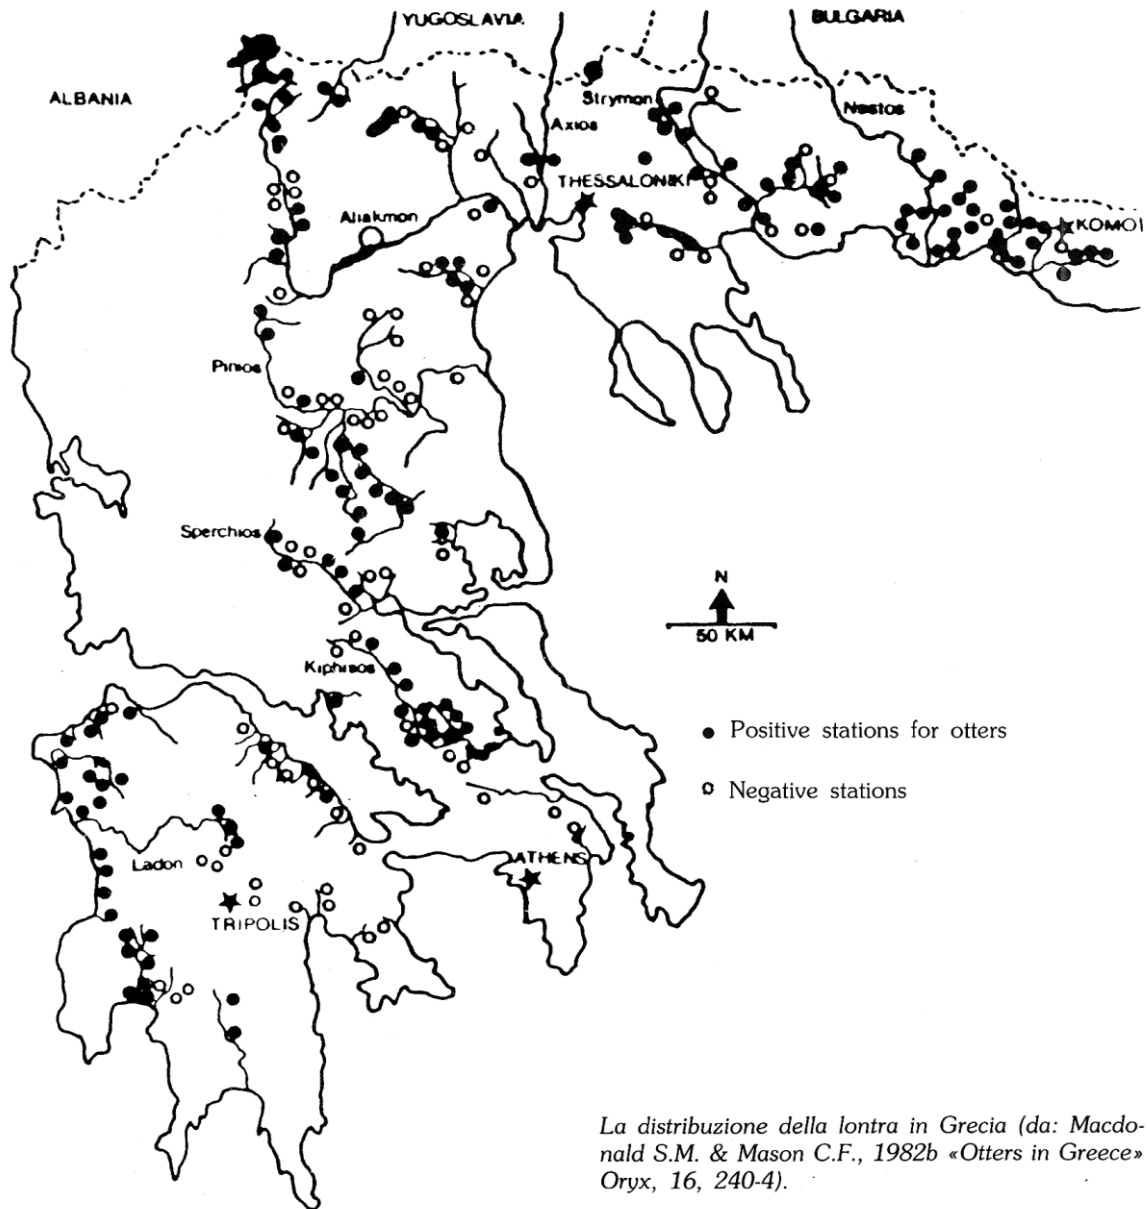 YUGOSLAVIA
BULGARIA
ALBANIA
Strymon
Nestos
Axios
THESSALONIKI
Aliakmon
KOMOT
Pinios
Sperchios
N
50 KM
Kiphisos
Positive stations for otters
Negative stations
Ladon
ATHENS
TRIPOLIS
La distribuzione della lontra in Grecia (da: Macdo-
nald S.M. & Mason C.F., 1982b «Otters in Greece»
Oryx, 16, 240-4).